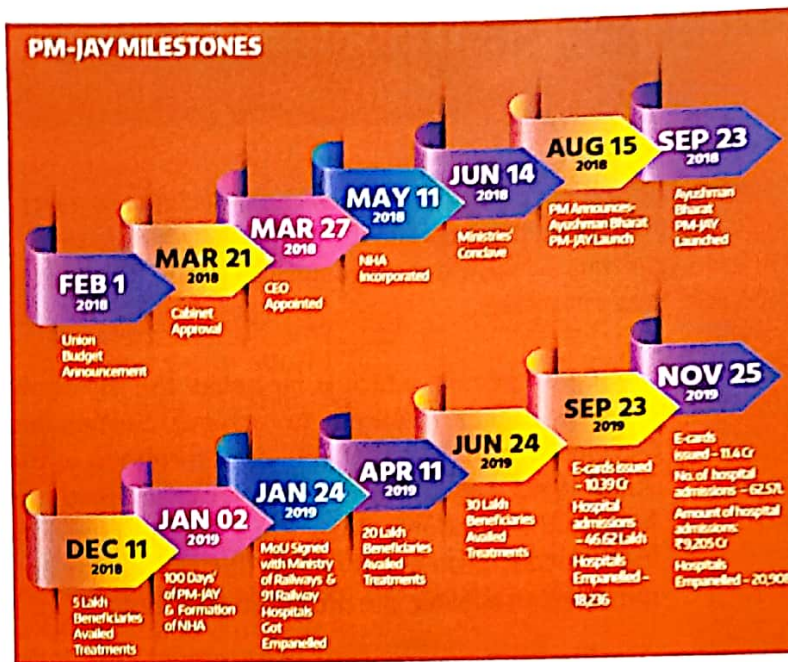 PM-JAY MILESTONES
FEB 1
2018
Union
Budget
Announcement
MAR 21
2018
Cabinet
Approval
MAR 27
2018
CEO
Appointed
MAY 11
2018
NHA
Incorporated
JUN 14
2018
Ministries'
Conclave
AUG 15
2018
PM Announces-
Ayushman Bharat
PM-JAY Launch
SEP 23
2018
Ayushman
Bharat
PM-JAY
Launched
DEC 11
2018
5 Lakh
Beneficiaries
Availed
Treatments
JAN 02
2019
100 Days'
of PM-JAY
& Formation
of NHA
JAN 24
2019
MoU Signed
with Ministry
of Railways &
91 Railway
Hospitals
Got
Empanelled
APR 11
2019
20 Lakh
Beneficiaries
Availed
Treatments
JUN 24
2019
30 Lakh
Beneficiaries
Availed
Treatments
SEP 23
2019
E-cards issued
- 10.39 Cr
Hospital
admissions
- 46.62 Lakh
Hospitals
Empanelled -
18,236
NOV 25
2019
E-cards
issued - 11.4 Cr
No. of hospital
admissions - 62.57L
Amount of hospital
admissions:
₹9,205 Cr
Hospitals
Empanelled - 20,908